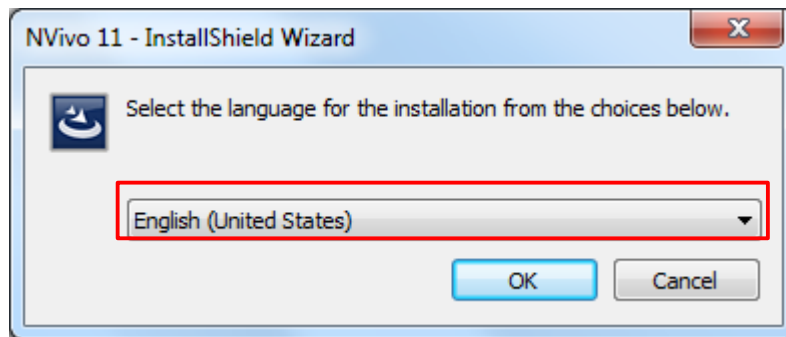 NVivo 11 - InstallShield Wizard
Select the language for the installation from the choices below.
English (United States)
OK
Cancel